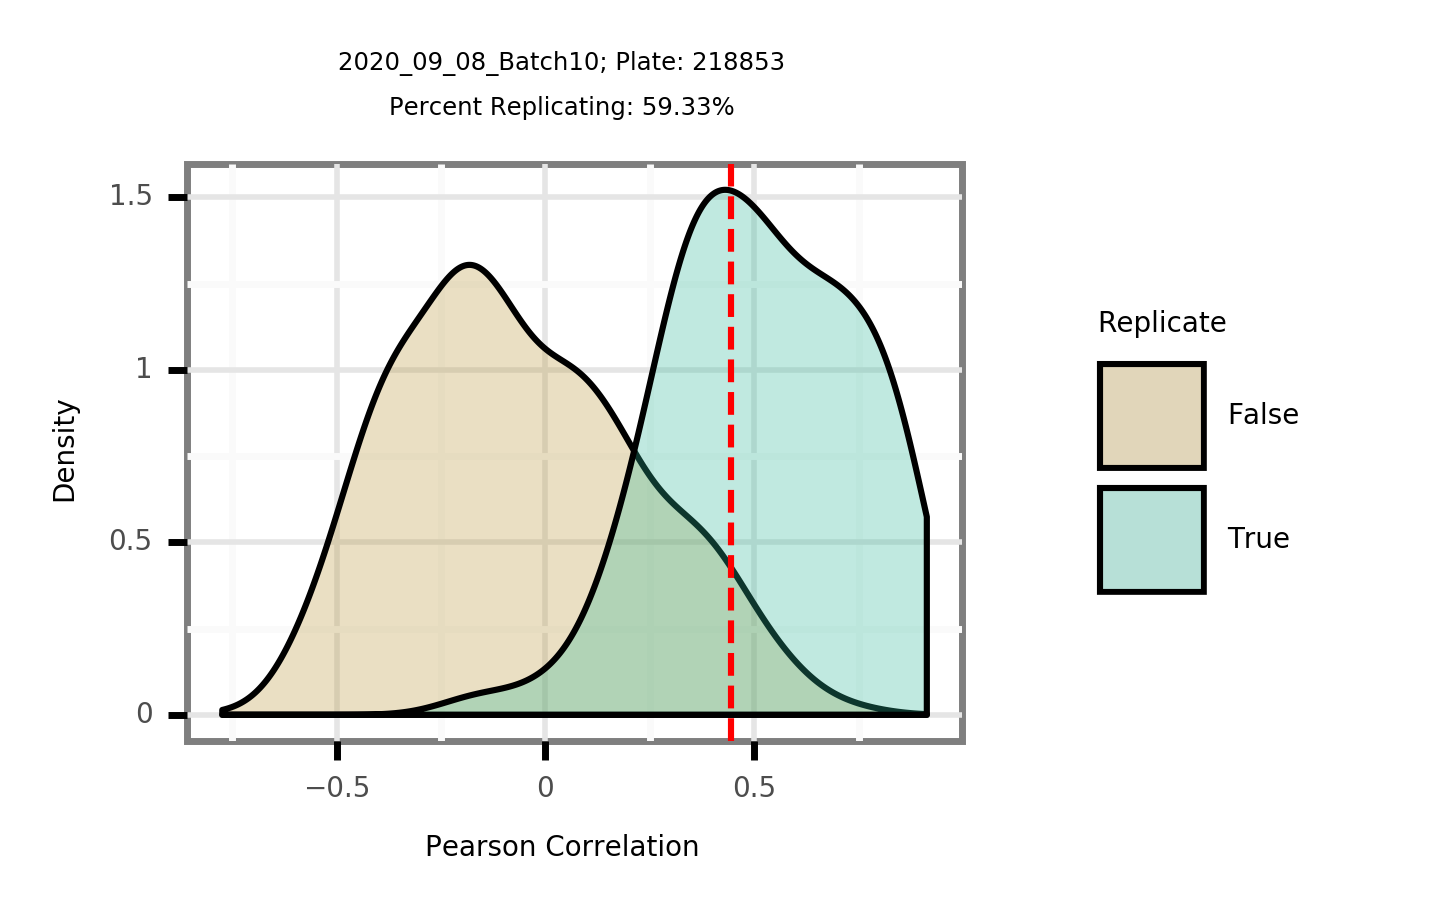 2020_09_08_Batch10; Plate: 218853
Percent Replicating: 59.33%
1.5
1
0.5
0
Density
−0.5 0 0.5
Pearson Correlation
Replicate
False
True